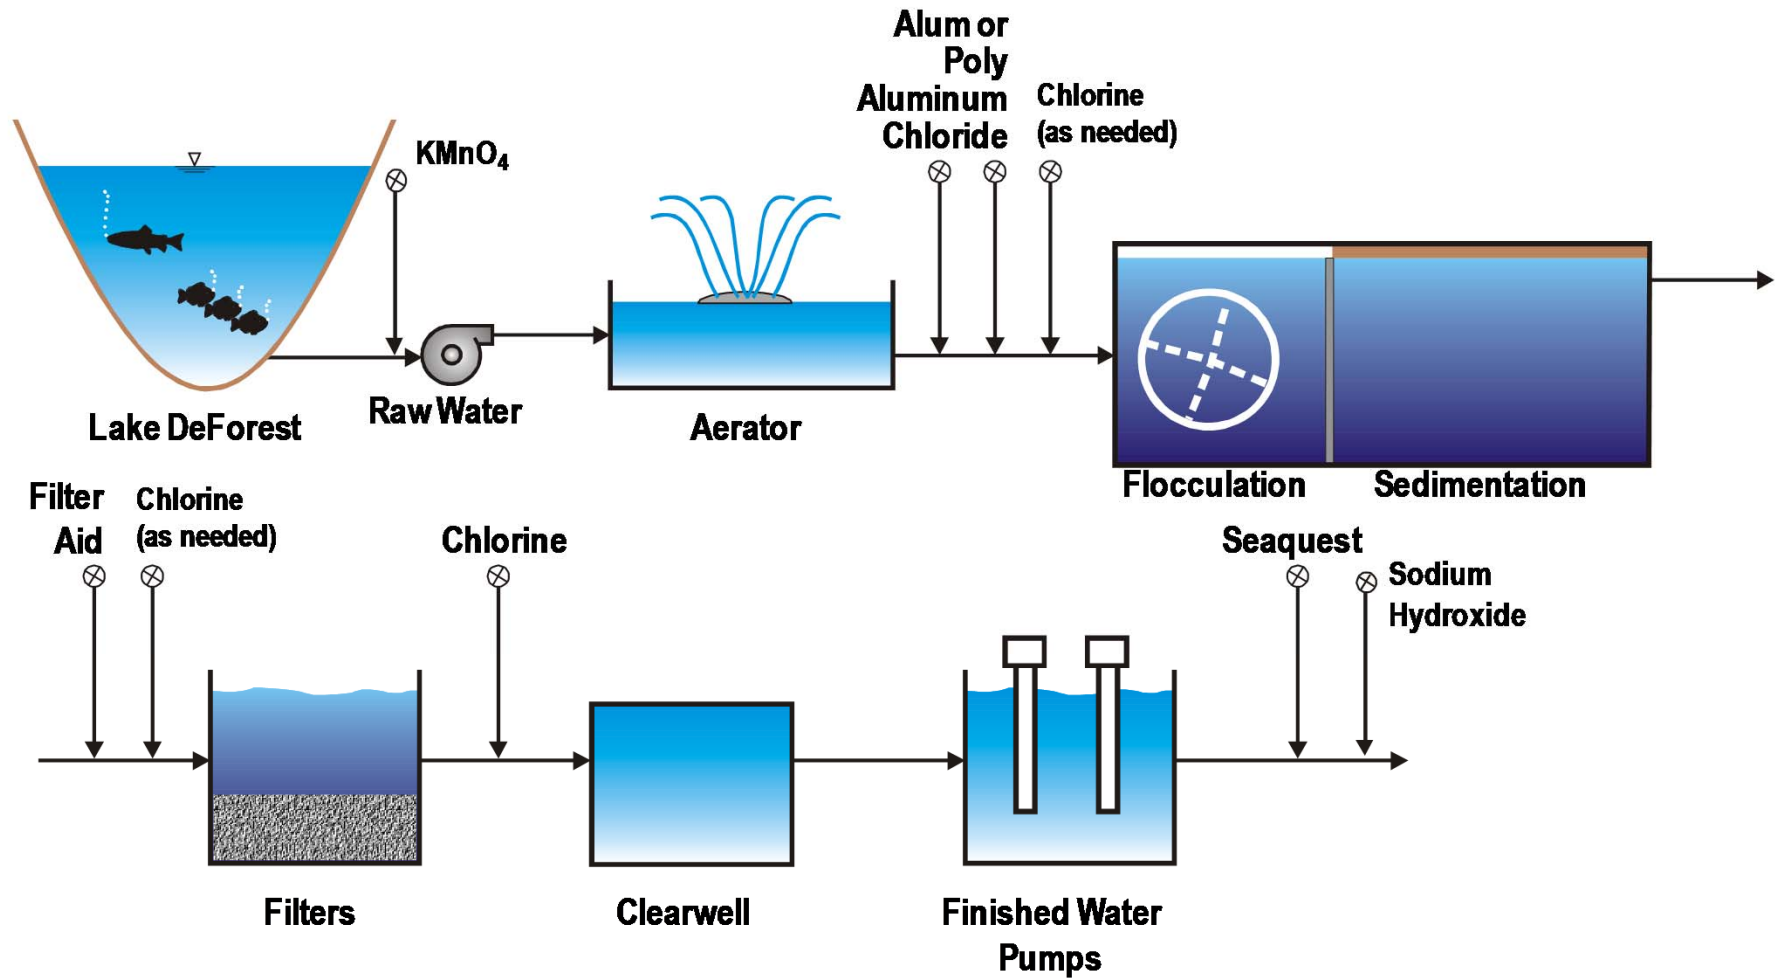 Alum or
Poly
Aluminum
Chloride
Chlorine
(as needed)
KMnO₄
Lake DeForest
Raw Water
Aerator
Flocculation
Sedimentation
Filter
Aid
Chlorine
(as needed)
Chlorine
Seaquest
Sodium
Hydroxide
Filters
Clearwell
Finished Water
Pumps